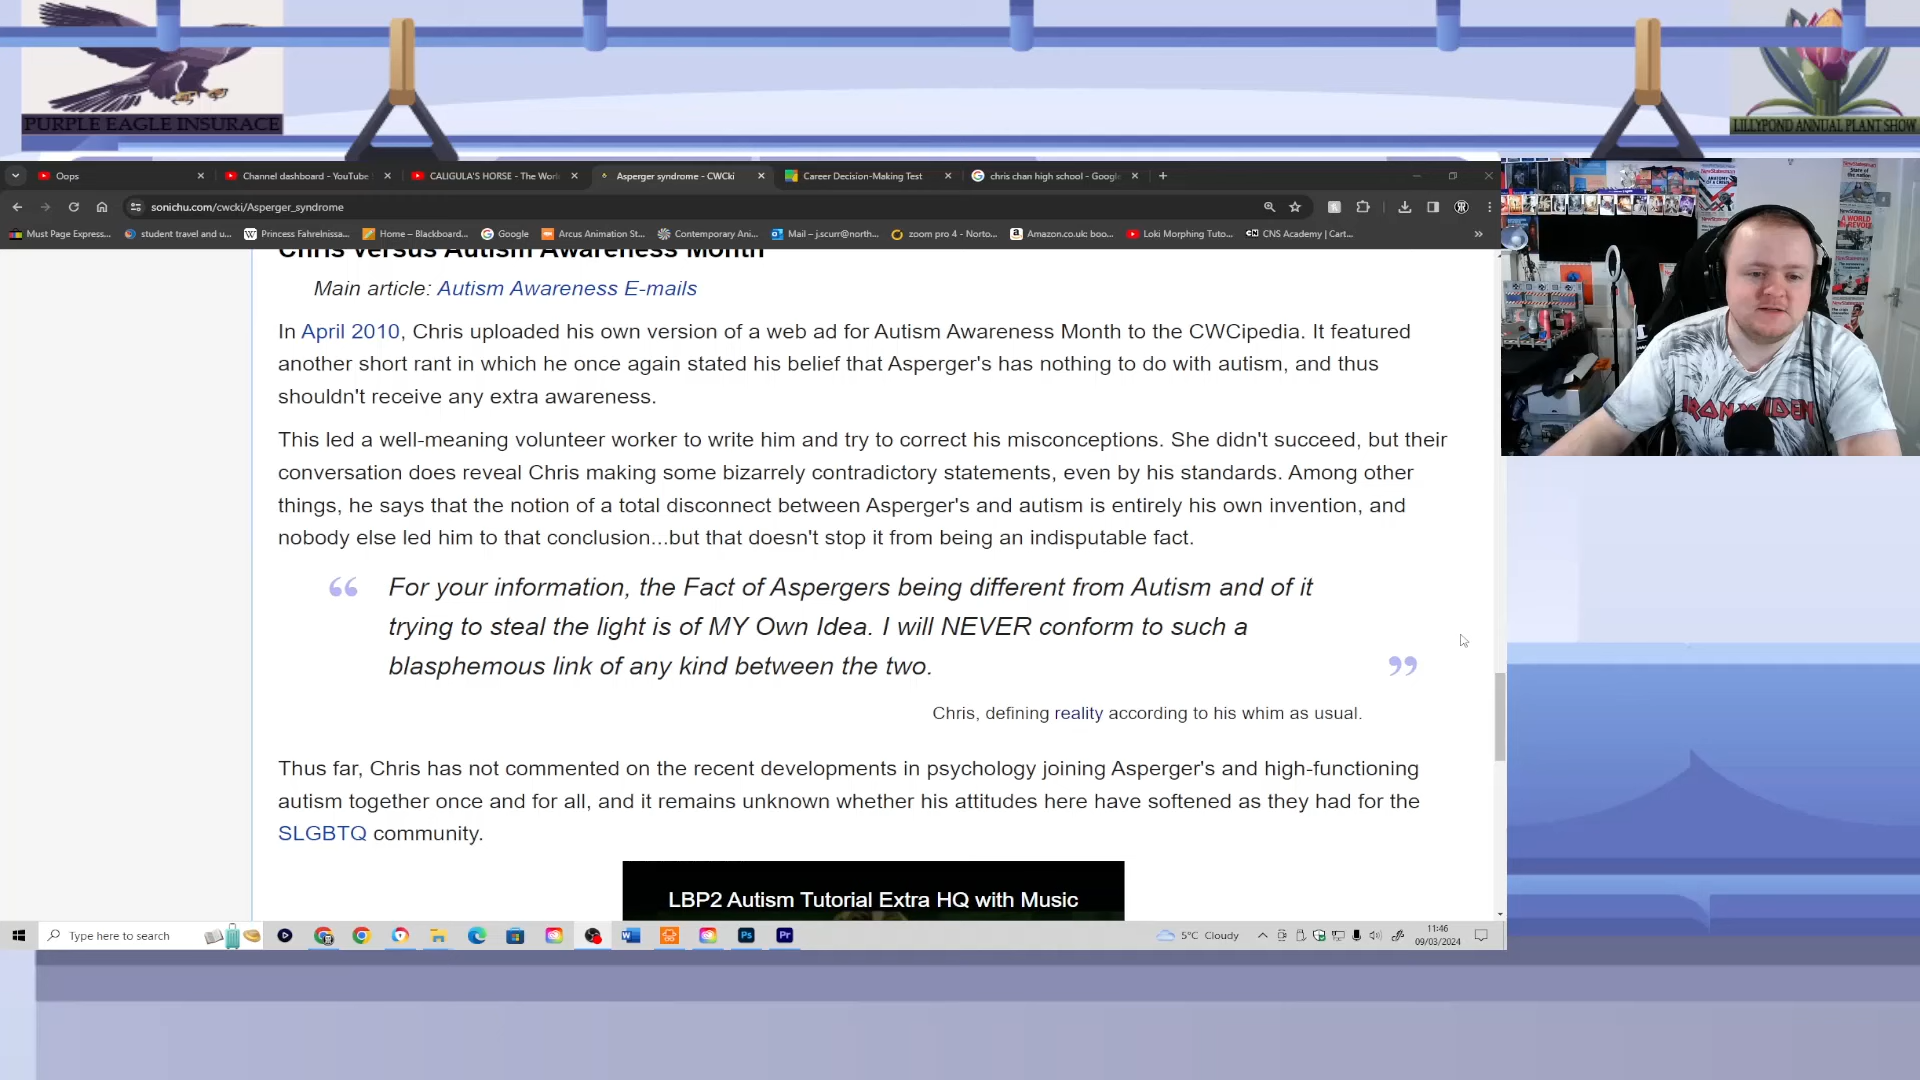 PURPLE EAGLE INSURACE
LILLYPOND ANNUAL PLANT SHOW
Oops
Channel dashboard - YouTube
CALIGULA'S HORSE - The Worl
Asperger syndrome - CWCki
Career Decision-Making Test
chris chan high school - Google
sonichu.com/cwcki/Asperger_syndrome
Must Page Express...
student travel and u...
Princess Fahrelnissa...
Home – Blackboard...
Google
Arcus Animation St...
Contemporary Ani...
Mail – j.scurr@north...
zoom pro 4 - Norto...
Amazon.co.uk: boo...
Loki Morphing Tuto...
CNS Academy | Cart...
Chris versus Autism Awareness Month
Main article: Autism Awareness E-mails
In April 2010, Chris uploaded his own version of a web ad for Autism Awareness Month to the CWCipedia. It featured
another short rant in which he once again stated his belief that Asperger's has nothing to do with autism, and thus
shouldn't receive any extra awareness.
This led a well-meaning volunteer worker to write him and try to correct his misconceptions. She didn't succeed, but their
conversation does reveal Chris making some bizarrely contradictory statements, even by his standards. Among other
things, he says that the notion of a total disconnect between Asperger's and autism is entirely his own invention, and
nobody else led him to that conclusion...but that doesn't stop it from being an indisputable fact.
“ For your information, the Fact of Aspergers being different from Autism and of it
trying to steal the light is of MY Own Idea. I will NEVER conform to such a
blasphemous link of any kind between the two. ”
Chris, defining reality according to his whim as usual.
Thus far, Chris has not commented on the recent developments in psychology joining Asperger's and high-functioning
autism together once and for all, and it remains unknown whether his attitudes here have softened as they had for the
SLGBTQ community.
LBP2 Autism Tutorial Extra HQ with Music
IRON MAIDEN
Type here to search
5°C Cloudy
11:46
09/03/2024